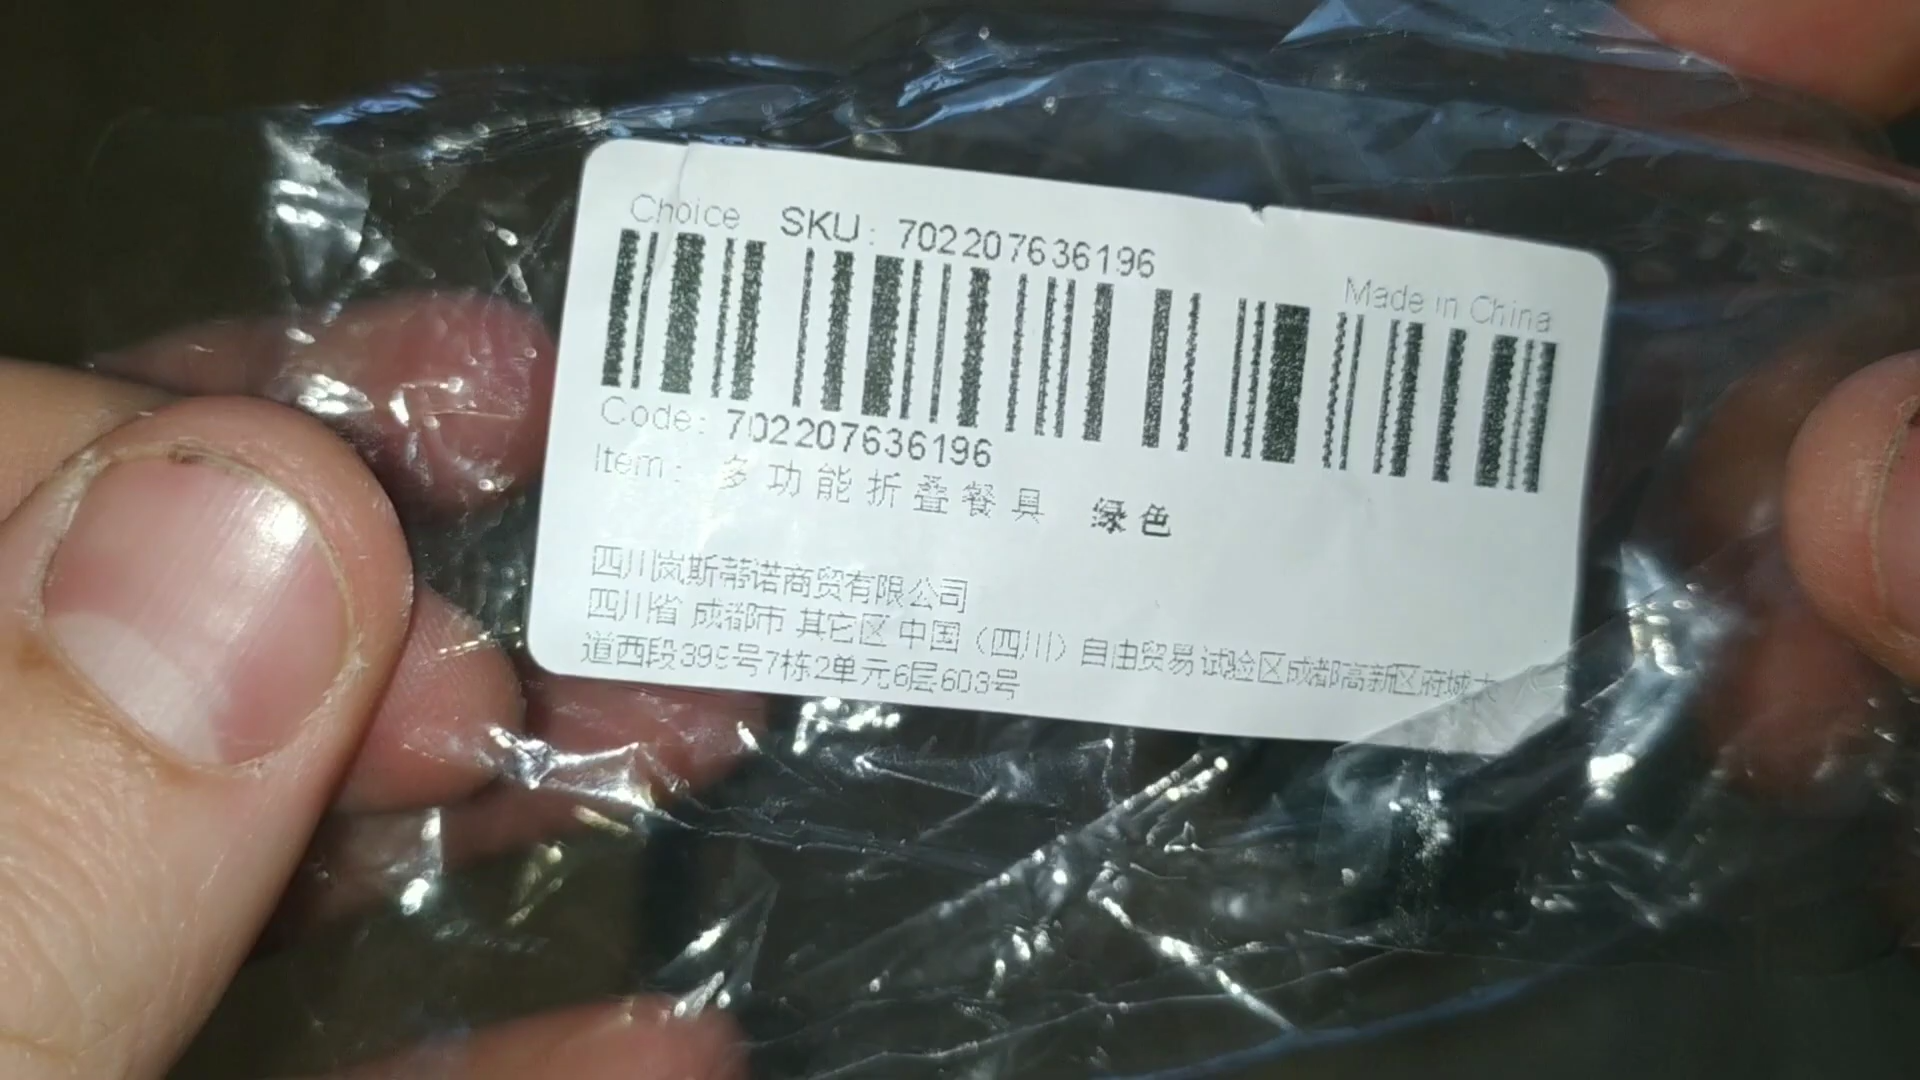 Choice SKU: 702207636196
Made in China
Code: 702207636196
Item: 多功能折叠餐具 绿色
四川岚斯蒂诺商贸有限公司
四川省 成都市 其它区 中国（四川）自由贸易试验区成都高新区府城大
道西段399号7栋2单元6层603号